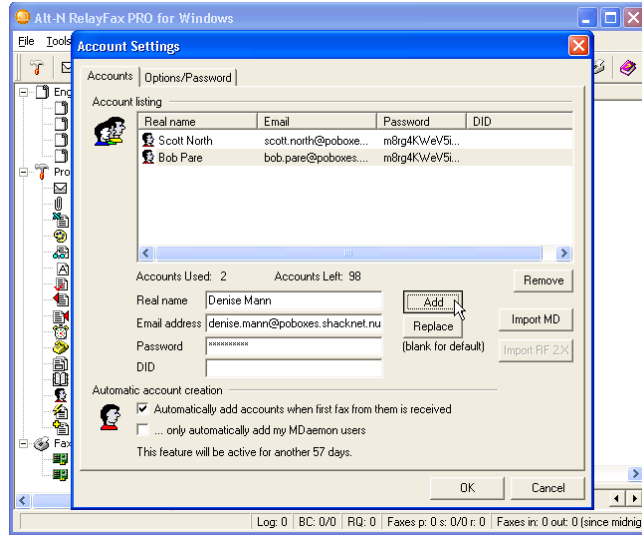 Alt-N RelayFax PRO for Windows
File Tools
Account Settings
Accounts Options/Password
Account listing
Real name Email Password DID
Scott North scott.north@poboxe... m8rg4KWeV5i...
Bob Pare bob.pare@poboxes.... m8rg4KWeV5i...
Accounts Used: 2 Accounts Left: 98
Remove
Real name Denise Mann Add
Email address denise.mann@poboxes.shacknet.nu Replace Import MD
Password ********** (blank for default) Import RF 2.X
DID
Automatic account creation
Automatically add accounts when first fax from them is received
... only automatically add my MDaemon users
This feature will be active for another 57 days.
OK Cancel
Eng
Pro
Fax
Log: 0 BC: 0/0 RQ: 0 Faxes p: 0 s: 0/0 r: 0 Faxes in: 0 out: 0 (since midnig